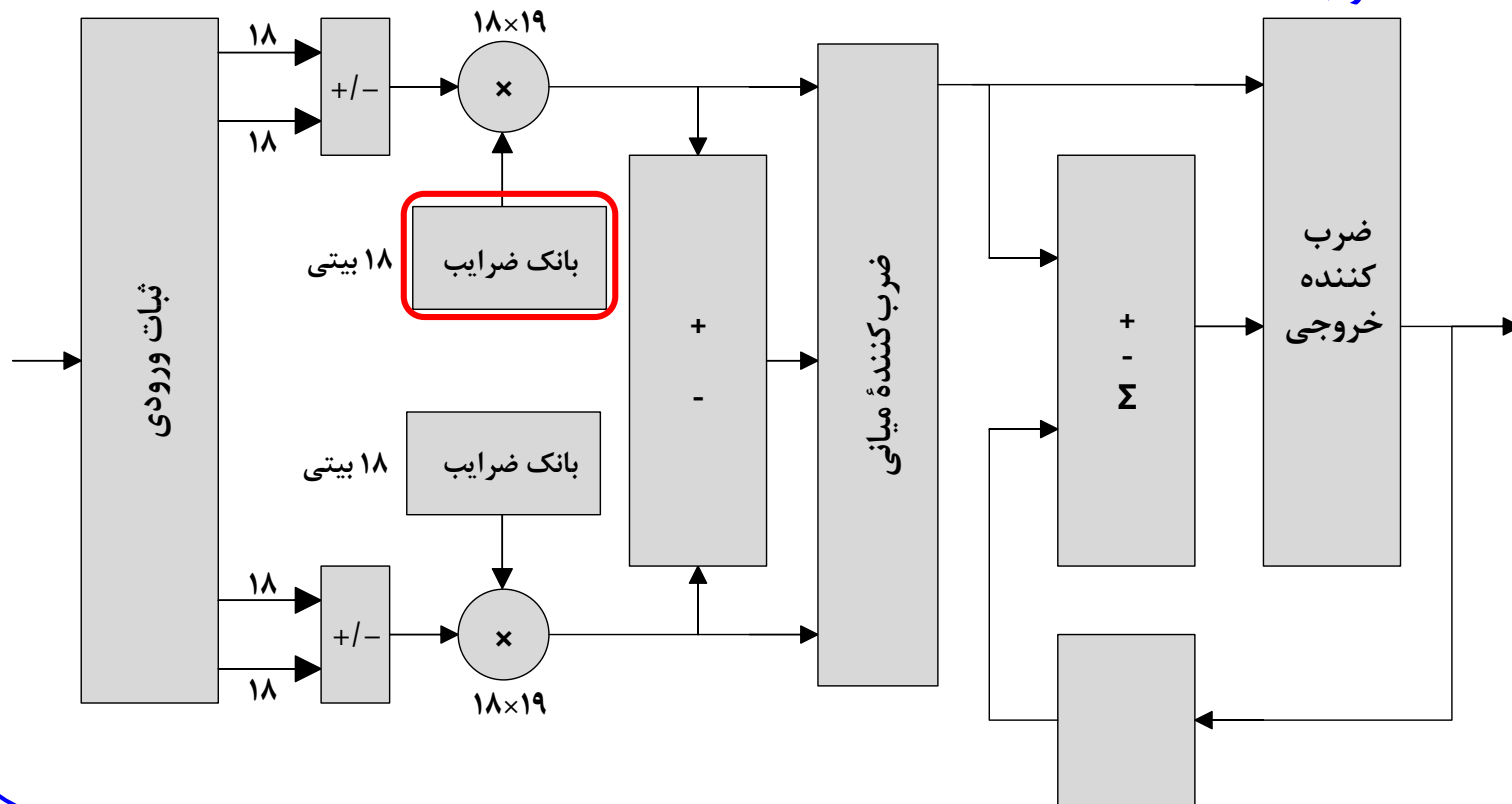 ۱۸
۱۸
+/−
۱۸×۱۹
×
بانک ضرایب
۱۸ بیتی
ثبات ورودی
+
-
بانک ضرایب
۱۸ بیتی
۱۸
۱۸
+/−
×
۱۸×۱۹
ضرب‌کنندهٔ میانی
+
-
Σ
ضرب
کننده
خروجی